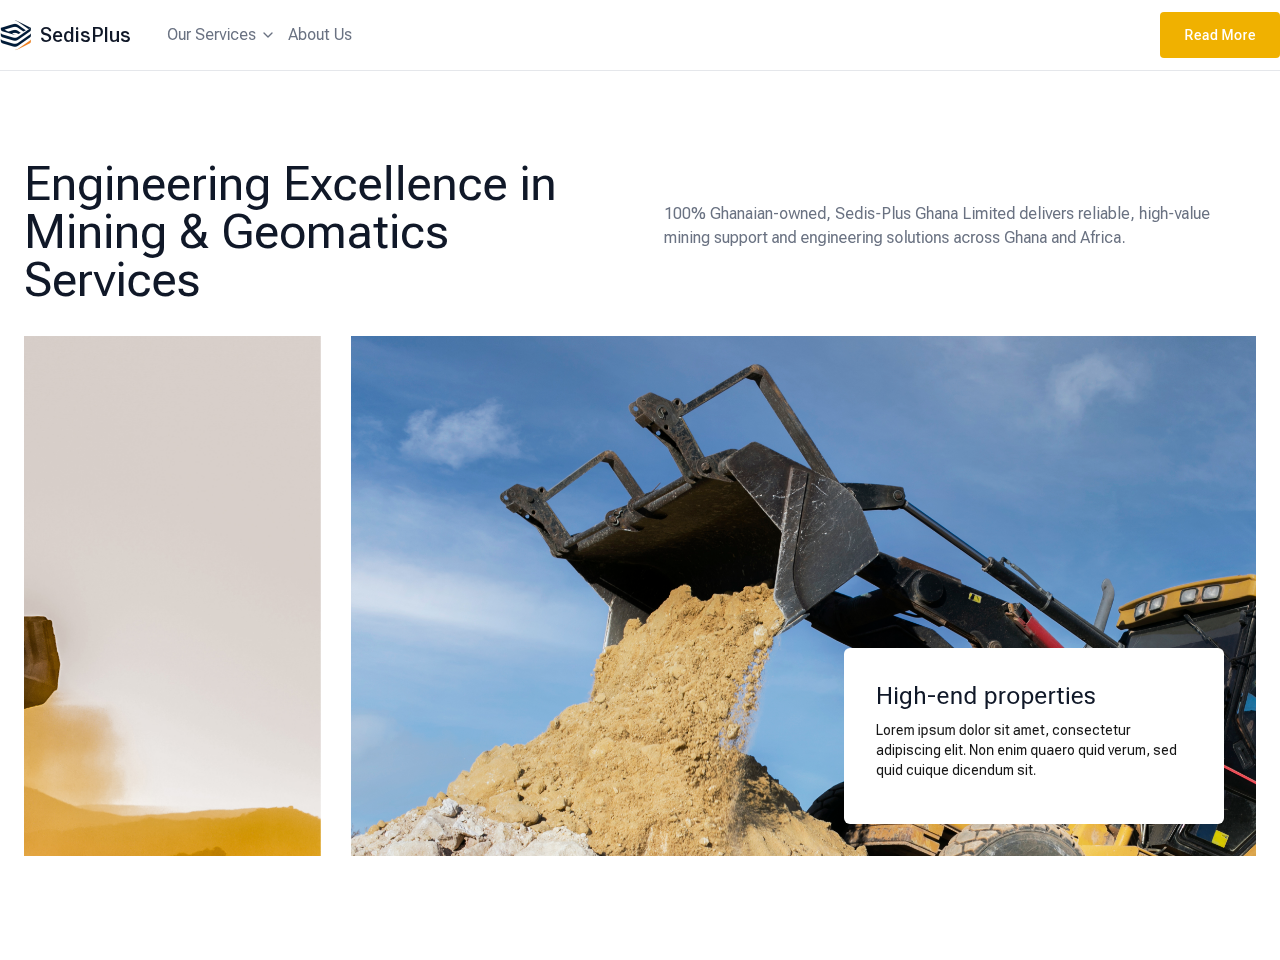 SedisPlus
Our Services
About Us
Read More
Engineering Excellence in
Mining & Geomatics
Services
100% Ghanaian-owned, Sedis-Plus Ghana Limited delivers reliable, high-value
mining support and engineering solutions across Ghana and Africa.
High-end properties
Lorem ipsum dolor sit amet, consectetur
adipiscing elit. Non enim quaero quid verum, sed
quid cuique dicendum sit.